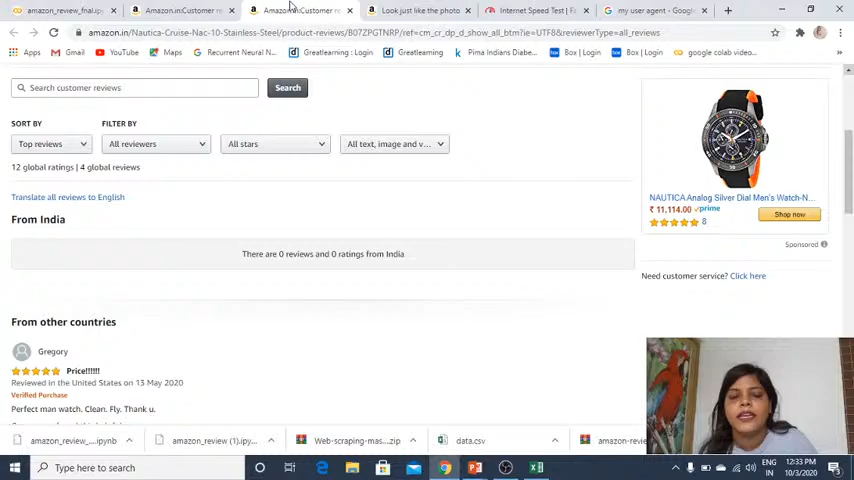 amazon_review_fnal.ipy
Amazon.in:Customer re
Amazon.in:Customer re
Look just like the photo
Internet Speed Test | Fa
my user agent - Google
amazon.in/Nautica-Cruise-Nac-10-Stainless-Steel/product-reviews/B07ZPGTNRP/ref=cm_cr_dp_d_show_all_btm?ie=UTF8&reviewerType=all_reviews
Gmail
YouTube
Maps
Recurrent Neural N...
Greatlearning : Login
Greatlearning
Pima Indians Diabe...
Box | Login
Box | Login
google colab video...
Search customer reviews
Search
SORT BY
FILTER BY
Top reviews
All reviewers
All stars
All text, image and v...
12 global ratings | 4 global reviews
Translate all reviews to English
From India
There are 0 reviews and 0 ratings from India
From other countries
Gregory
Price!!!!!!
Reviewed in the United States on 13 May 2020
Verified Purchase
Perfect man watch. Clean. Fly. Thank u.
NAUTICA Analog Silver Dial Men's Watch-N...
₹ 11,114.00 prime
Shop now
8
Sponsored
Need customer service? Click here
amazon_review_....ipynb
amazon_review (1).ipy...
Web-scraping-mas....zip
data.csv
amazon-revie
Type here to search
ENG
IN
12:33 PM
10/3/2020
3